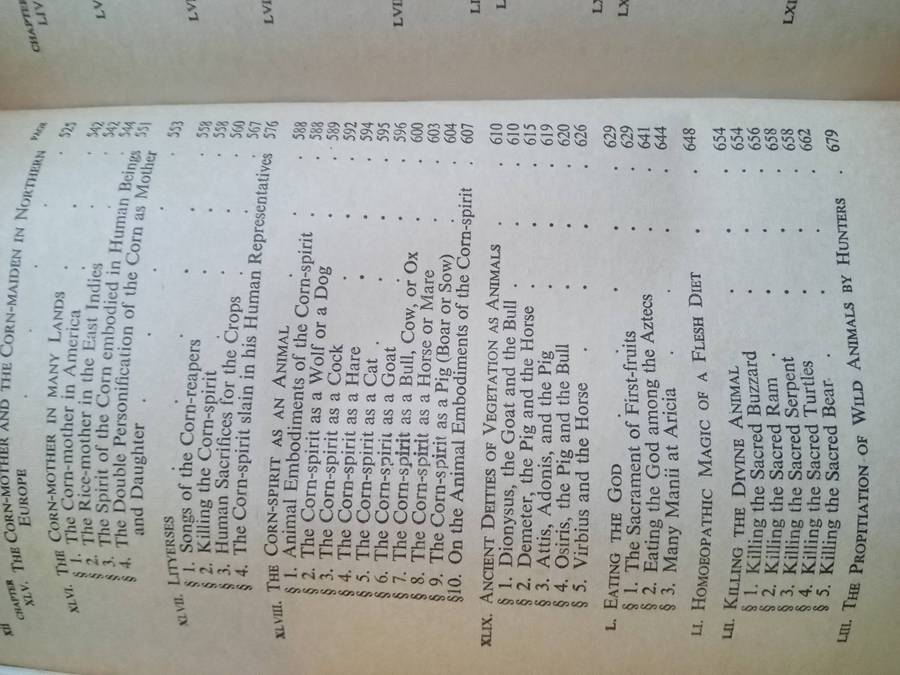 xii
CHAPTER PAGE
XLV. THE CORN-MOTHER AND THE CORN-MAIDEN IN NORTHERN
EUROPE . . . . 525
XLVI. THE CORN-MOTHER IN MANY LANDS . . . 542
§ 1. The Corn-mother in America . . . 542
§ 2. The Rice-mother in the East Indies . . 544
§ 3. The Spirit of the Corn embodied in Human Beings 551
§ 4. The Double Personification of the Corn as Mother
and Daughter . . . . 553
XLVII. LITYERSES . . . . 558
§ 1. Songs of the Corn-reapers . . . 558
§ 2. Killing the Corn-spirit . . . 560
§ 3. Human Sacrifices for the Crops . . . 567
§ 4. The Corn-spirit slain in his Human Representatives 576
XLVIII. THE CORN-SPIRIT AS AN ANIMAL . . . 588
§ 1. Animal Embodiments of the Corn-spirit . . 588
§ 2. The Corn-spirit as a Wolf or a Dog . . 589
§ 3. The Corn-spirit as a Cock . . . 592
§ 4. The Corn-spirit as a Hare . . . 594
§ 5. The Corn-spirit as a Cat . . . 595
§ 6. The Corn-spirit as a Goat . . . 596
§ 7. The Corn-spirit as a Bull, Cow, or Ox . . 600
§ 8. The Corn-spirit as a Horse or Mare . . 603
§ 9. The Corn-spirit as a Pig (Boar or Sow) . . 604
§10. On the Animal Embodiments of the Corn-spirit . 607
XLIX. ANCIENT DEITIES OF VEGETATION AS ANIMALS . . 610
§ 1. Dionysus, the Goat and the Bull . . . 610
§ 2. Demeter, the Pig and the Horse . . . 615
§ 3. Attis, Adonis, and the Pig . . . 619
§ 4. Osiris, the Pig and the Bull . . . 620
§ 5. Virbius and the Horse . . . 626
L. EATING THE GOD . . . . 629
§ 1. The Sacrament of First-fruits . . . 629
§ 2. Eating the God among the Aztecs . . . 641
§ 3. Many Manii at Aricia . . . . 644
LI. HOMOEOPATHIC MAGIC OF A FLESH DIET . . 648
LII. KILLING THE DIVINE ANIMAL . . . . 654
§ 1. Killing the Sacred Buzzard . . . 654
§ 2. Killing the Sacred Ram . . . . 656
§ 3. Killing the Sacred Serpent . . . 658
§ 4. Killing the Sacred Turtles . . . 658
§ 5. Killing the Sacred Bear . . . . 662
LIII. THE PROPITIATION OF WILD ANIMALS BY HUNTERS . 679
CHAPTER
LIV